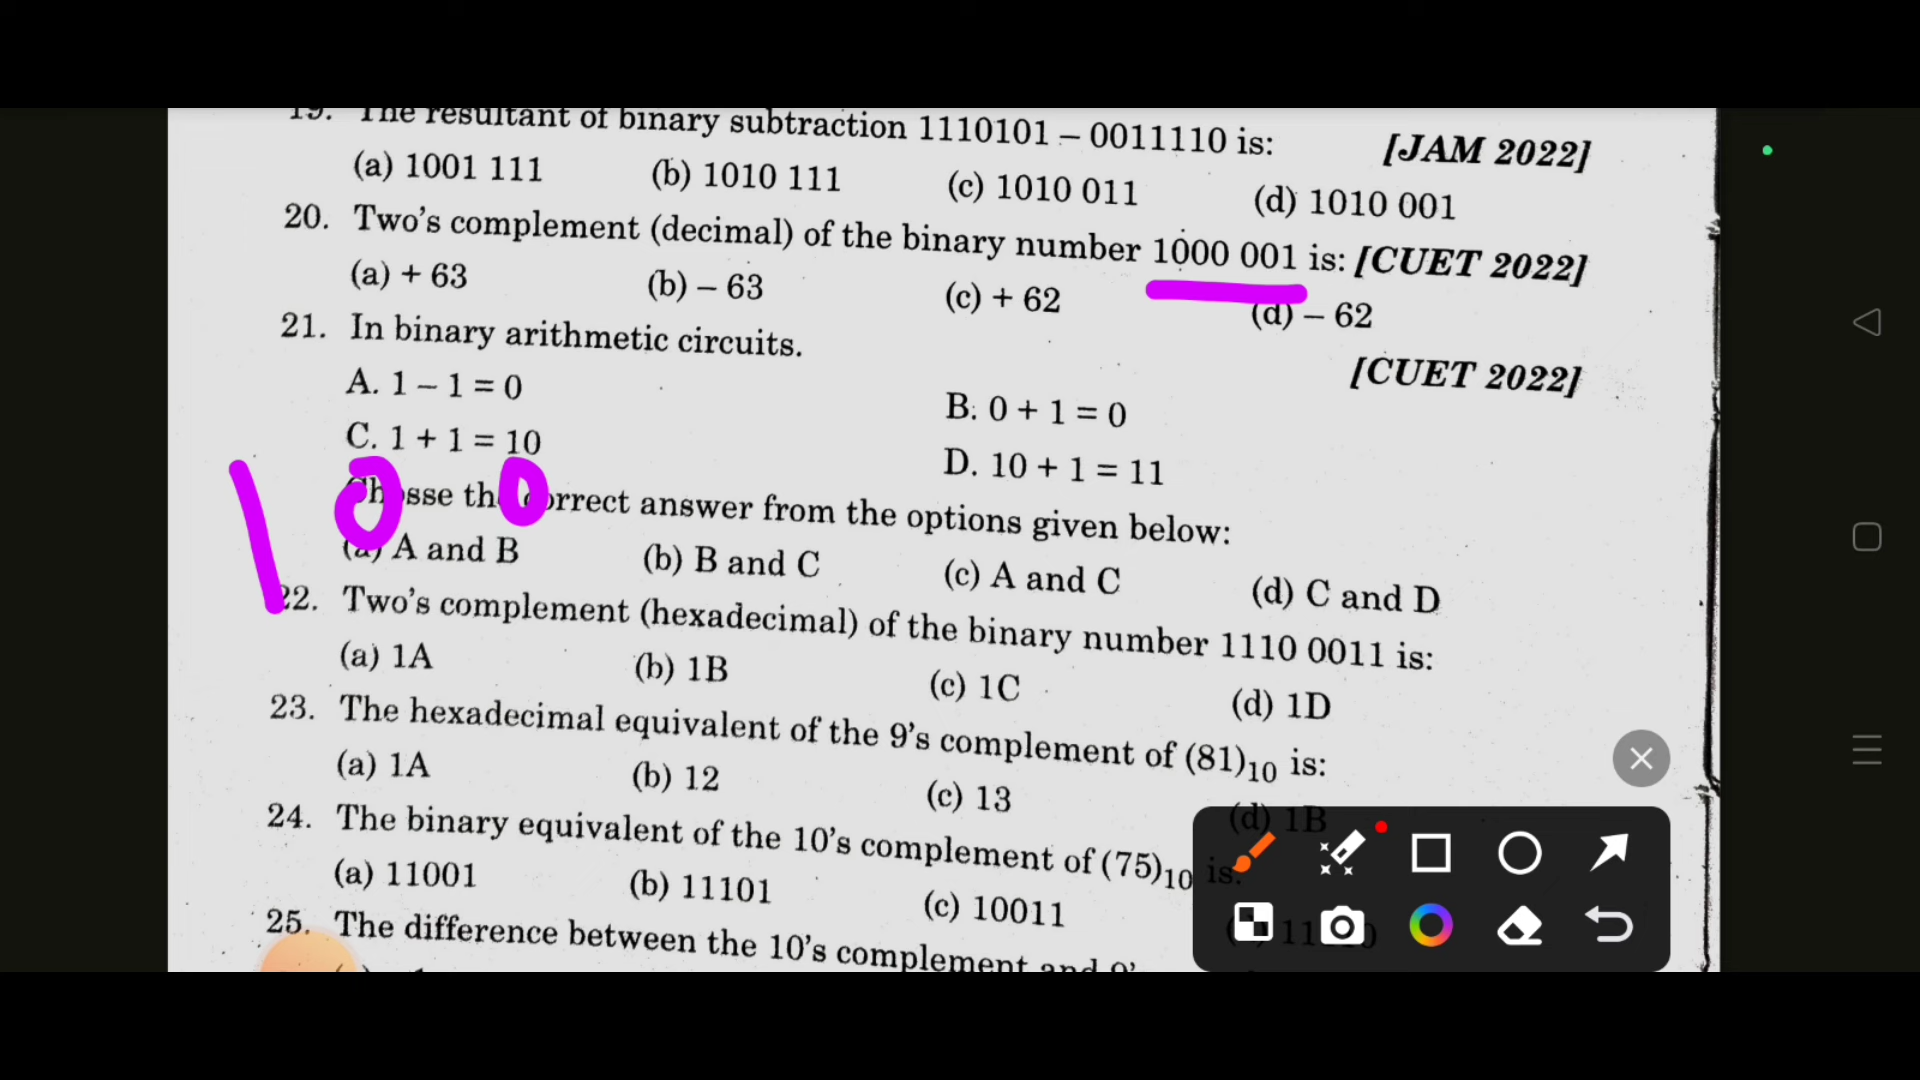 19. The resultant of binary subtraction 1110101 – 0011110 is: [JAM 2022]
(a) 1001 111 (b) 1010 111 (c) 1010 011 (d) 1010 001
20. Two's complement (decimal) of the binary number 1000 001 is: [CUET 2022]
(a) + 63 (b) – 63 (c) + 62 (d) – 62
21. In binary arithmetic circuits. [CUET 2022]
A. 1 – 1 = 0 B. 0 + 1 = 0
C. 1 + 1 = 10 D. 10 + 1 = 11
1 0 0
Chosse the correct answer from the options given below:
(a) A and B (b) B and C (c) A and C (d) C and D
22. Two's complement (hexadecimal) of the binary number 1110 0011 is:
(a) 1A (b) 1B (c) 1C (d) 1D
23. The hexadecimal equivalent of the 9's complement of (81)10 is:
(a) 1A (b) 12 (c) 13 (d) 1B
24. The binary equivalent of the 10's complement of (75)10 is:
(a) 11001 (b) 11101 (c) 10011
25. The difference between the 10's complement and